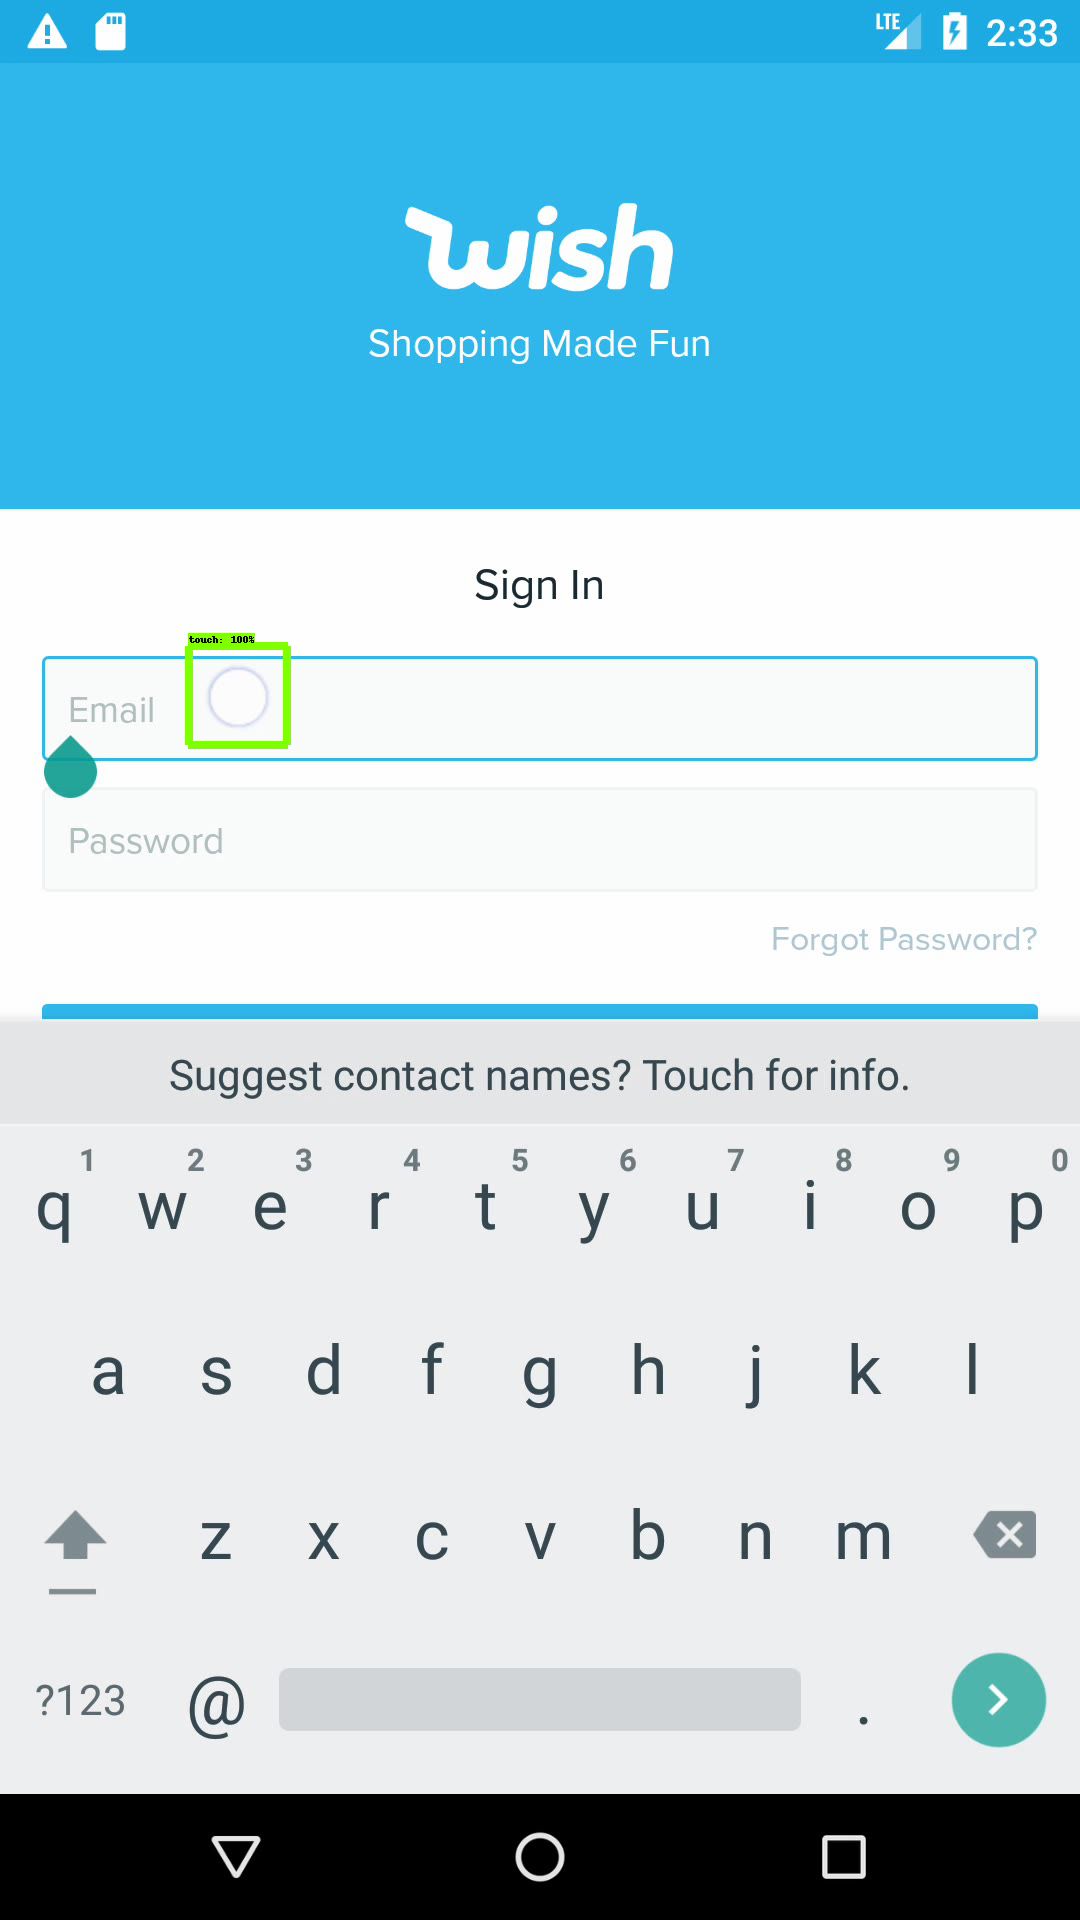 LTE 2:33
wish
Shopping Made Fun
Sign In
touch: 100%
Email
Password
Forgot Password?
Suggest contact names? Touch for info.
1 2 3 4 5 6 7 8 9 0
q w e r t y u i o p
a s d f g h j k l
z x c v b n m
?123 @ .